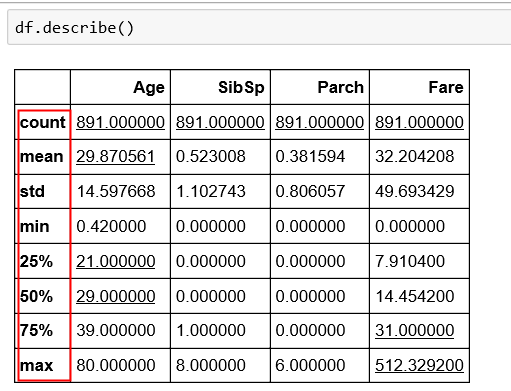 df.describe()
Age SibSp Parch Fare
count 891.000000 891.000000 891.000000 891.000000
mean 29.870561 0.523008 0.381594 32.204208
std 14.597668 1.102743 0.806057 49.693429
min 0.420000 0.000000 0.000000 0.000000
25% 21.000000 0.000000 0.000000 7.910400
50% 29.000000 0.000000 0.000000 14.454200
75% 39.000000 1.000000 0.000000 31.000000
max 80.000000 8.000000 6.000000 512.329200